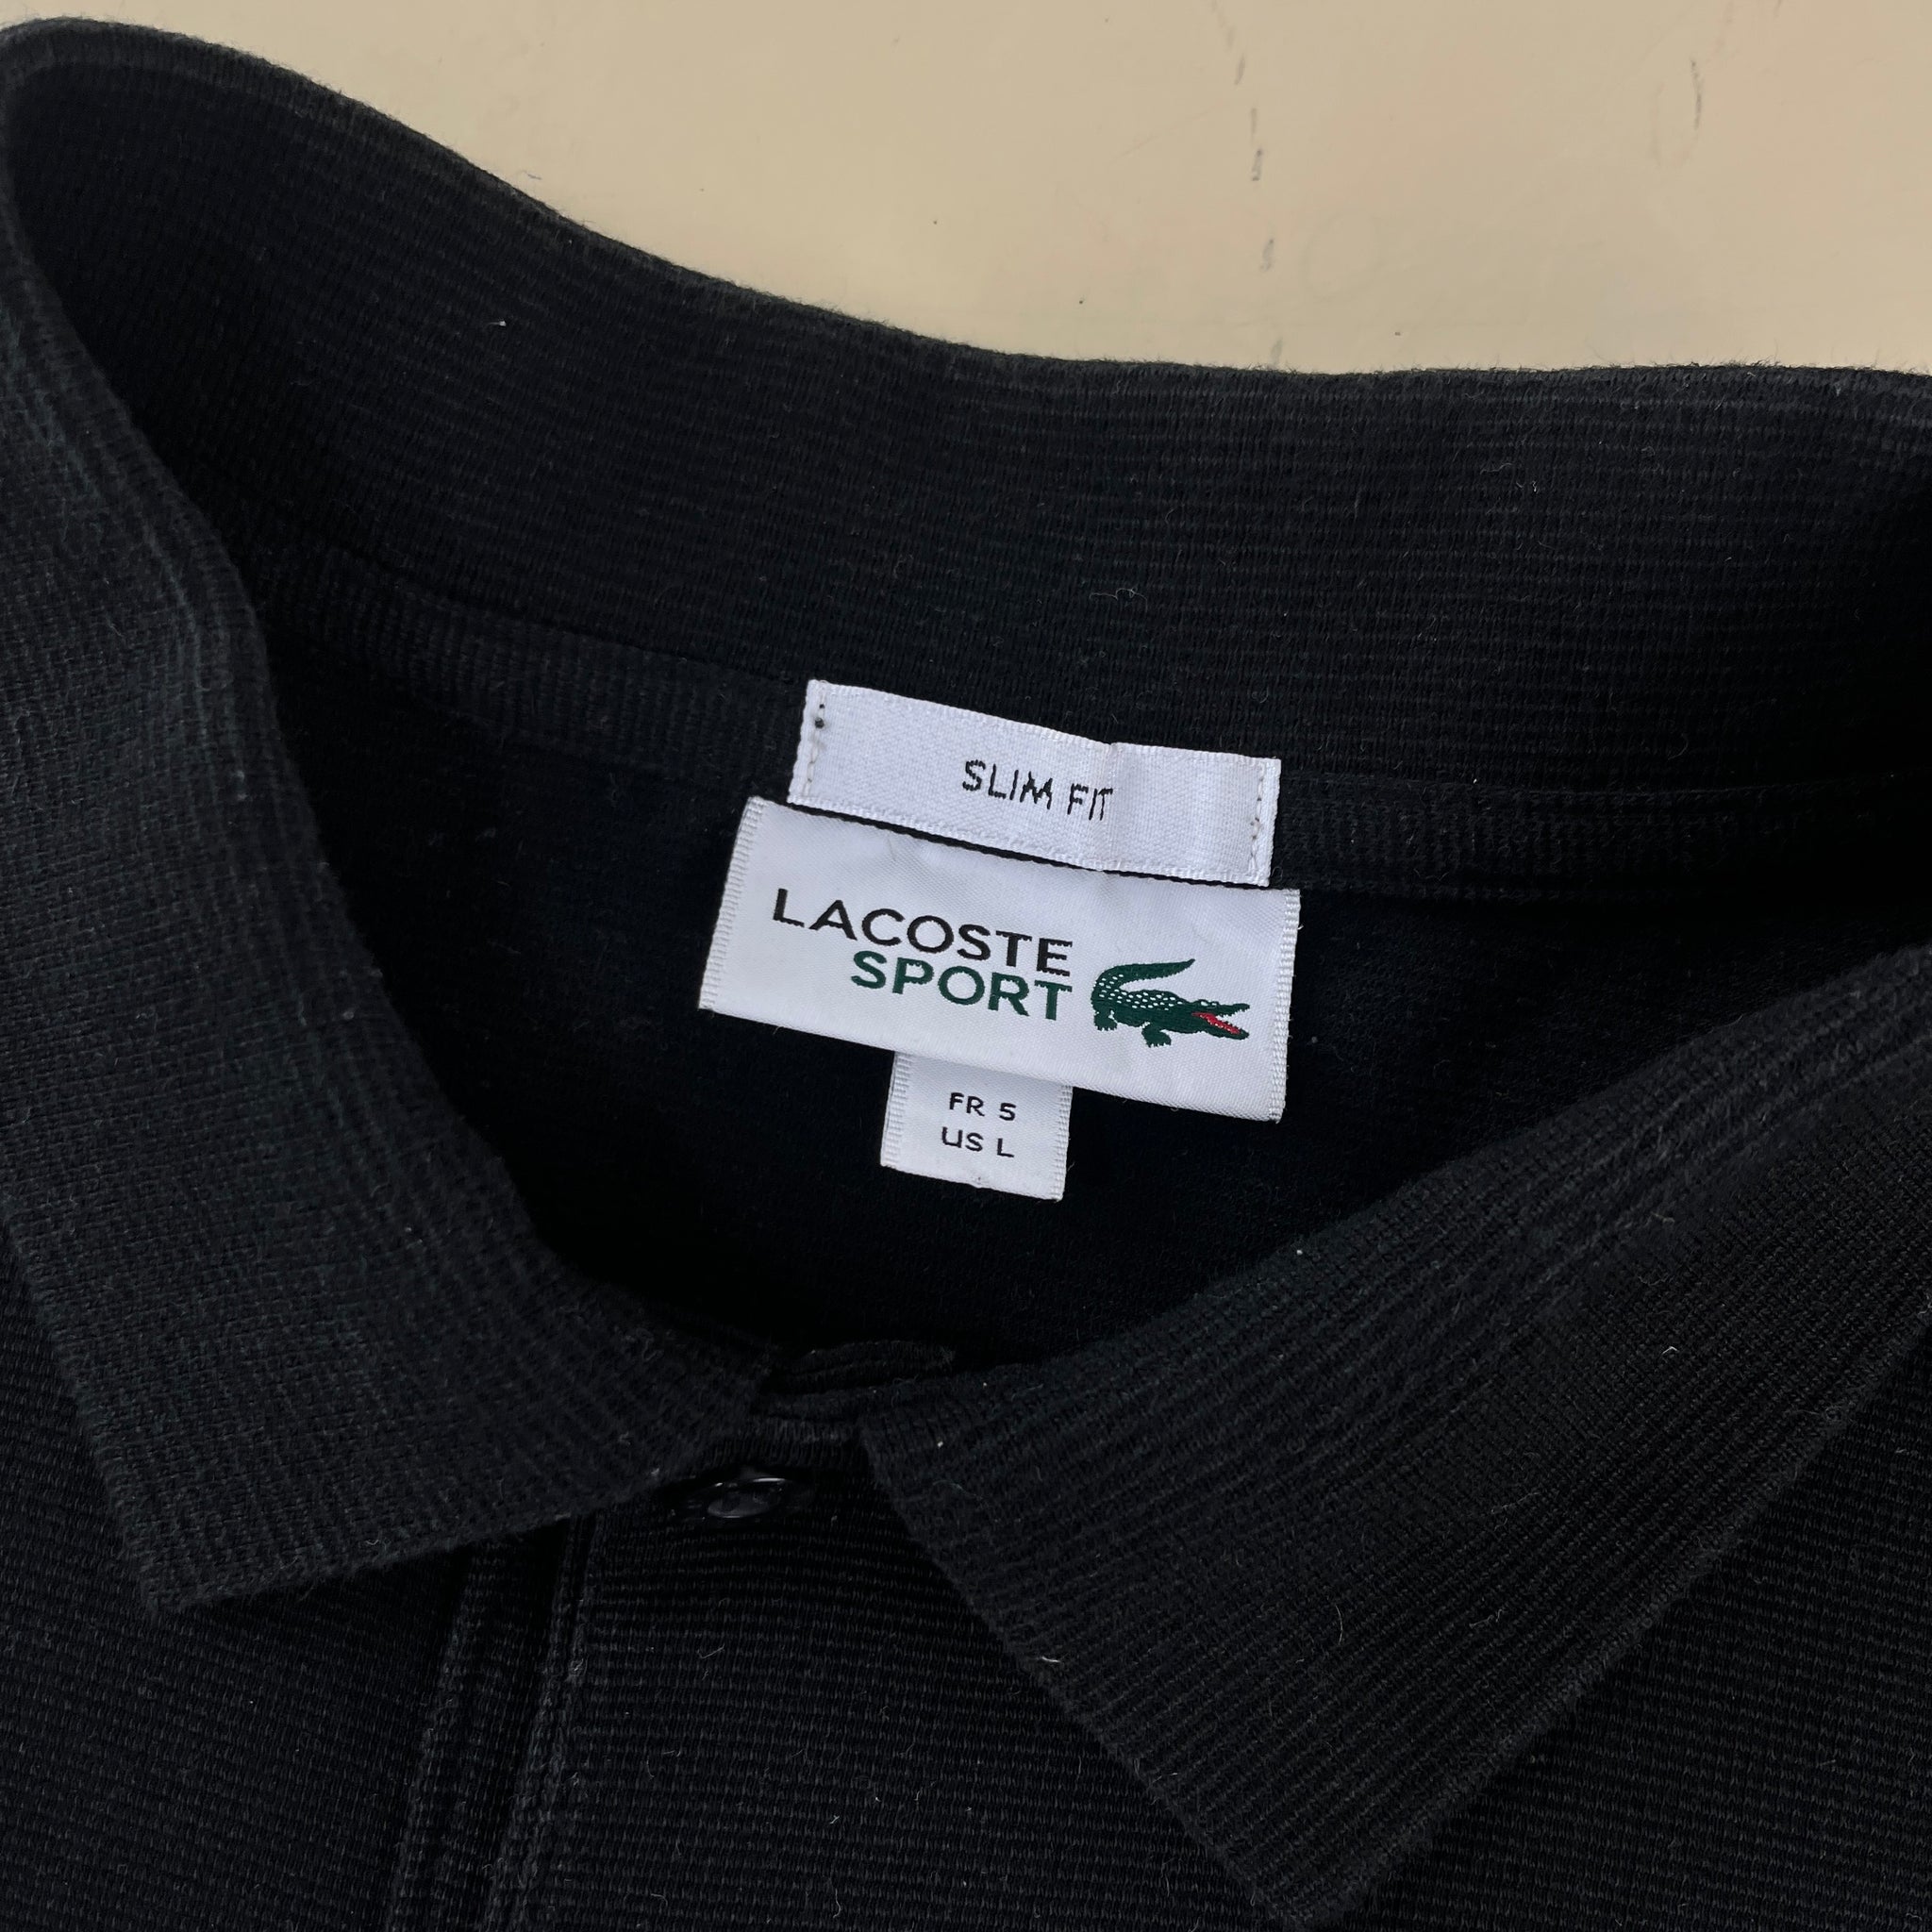 SLIM FIT
LACOSTE
SPORT
FR 5
US L